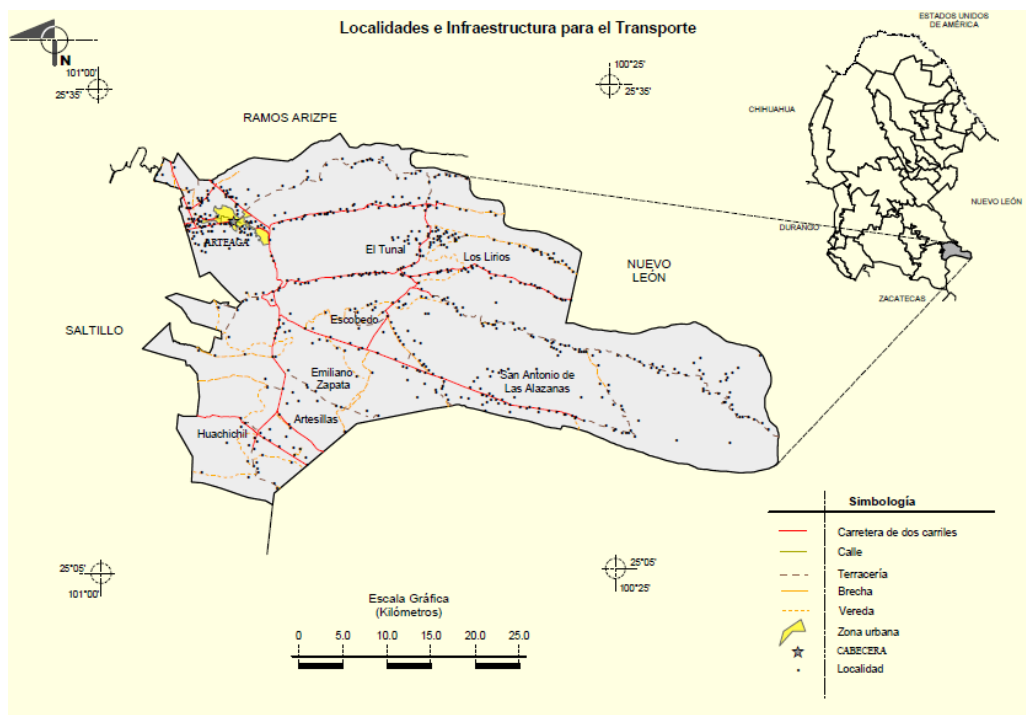 Localidades e Infraestructura para el Transporte
N
101°00'
25°35'
100°25'
25°35'
ESTADOS UNIDOS
DE AMÉRICA
CHIHUAHUA
NUEVO LEÓN
DURANGO
ZACATECAS
RAMOS ARIZPE
ARTEAGA
El Tunal
Los Lirios
NUEVO
LEÓN
SALTILLO
Escobedo
Emiliano
Zapata
San Antonio de
Las Alazanas
Artesillas
Huachichil
25°05'
101°00'
25°05'
100°25'
Escala Gráfica
(Kilómetros)
0 5.0 10.0 15.0 20.0 25.0
Simbología
Carretera de dos carriles
Calle
Terracería
Brecha
Vereda
Zona urbana
CABECERA
Localidad